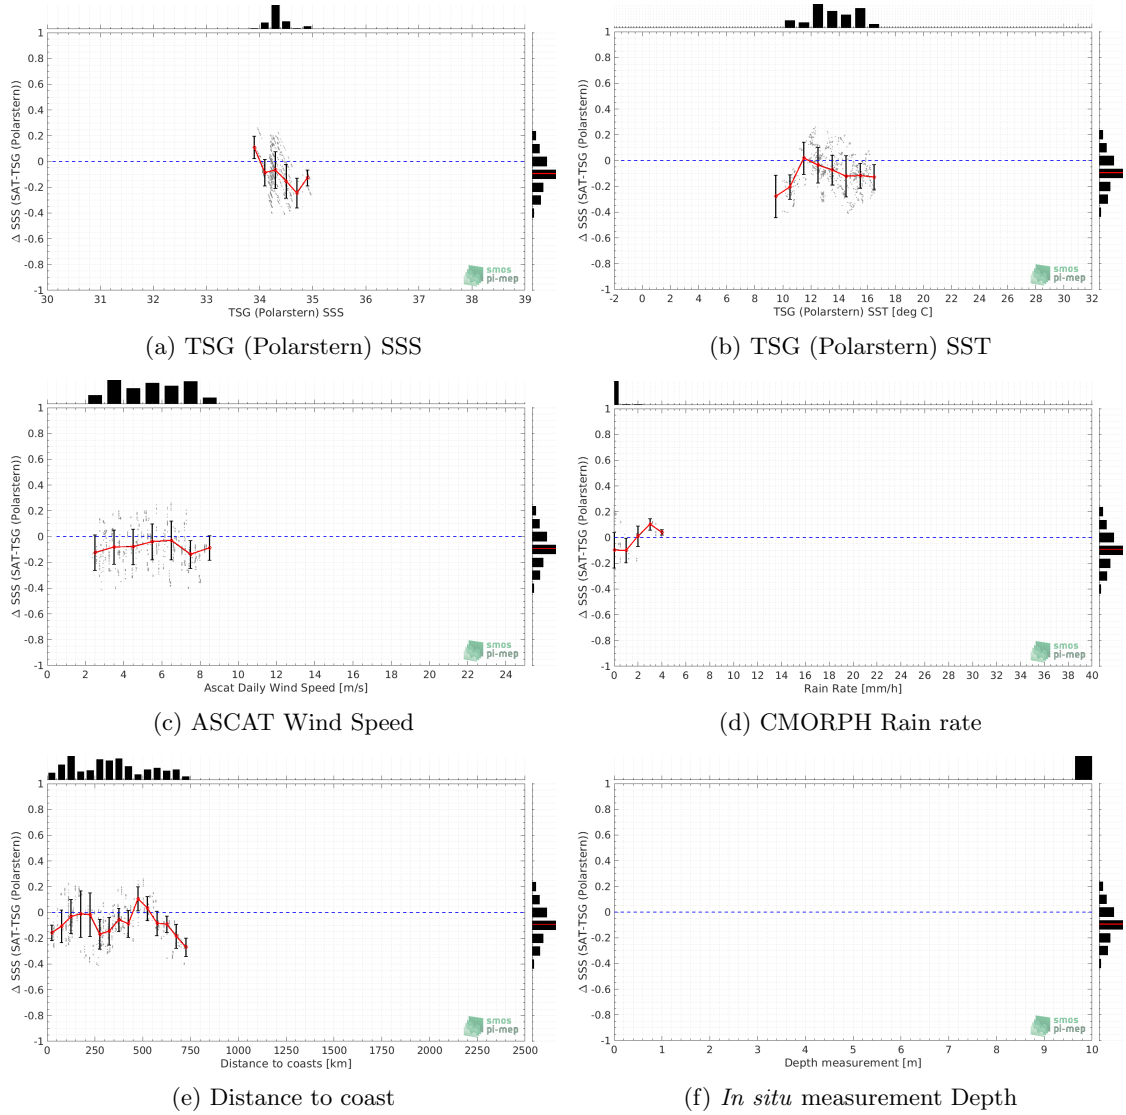 1
0.8
0.6
0.4
0.2
0
-0.2
-0.4
-0.6
-0.8
-1
Δ SSS (SAT-TSG (Polarstern))
smos
pi-mep
30 31 32 33 34 35 36 37 38 39
TSG (Polarstern) SSS
(a) TSG (Polarstern) SSS
1
0.8
0.6
0.4
0.2
0
-0.2
-0.4
-0.6
-0.8
-1
Δ SSS (SAT-TSG (Polarstern))
smos
pi-mep
-2 0 2 4 6 8 10 12 14 16 18 20 22 24 26 28 30 32
TSG (Polarstern) SST [deg C]
(b) TSG (Polarstern) SST
1
0.8
0.6
0.4
0.2
0
-0.2
-0.4
-0.6
-0.8
-1
Δ SSS (SAT-TSG (Polarstern))
smos
pi-mep
0 2 4 6 8 10 12 14 16 18 20 22 24
Ascat Daily Wind Speed [m/s]
(c) ASCAT Wind Speed
1
0.8
0.6
0.4
0.2
0
-0.2
-0.4
-0.6
-0.8
-1
Δ SSS (SAT-TSG (Polarstern))
smos
pi-mep
0 2 4 6 8 10 12 14 16 18 20 22 24 26 28 30 32 34 36 38 40
Rain Rate [mm/h]
(d) CMORPH Rain rate
1
0.8
0.6
0.4
0.2
0
-0.2
-0.4
-0.6
-0.8
-1
Δ SSS (SAT-TSG (Polarstern))
smos
pi-mep
0 250 500 750 1000 1250 1500 1750 2000 2250 2500
Distance to coasts [km]
(e) Distance to coast
1
0.8
0.6
0.4
0.2
0
-0.2
-0.4
-0.6
-0.8
-1
Δ SSS (SAT-TSG (Polarstern))
smos
pi-mep
0 1 2 3 4 5 6 7 8 9 10
Depth measurement [m]
(f) In situ measurement Depth